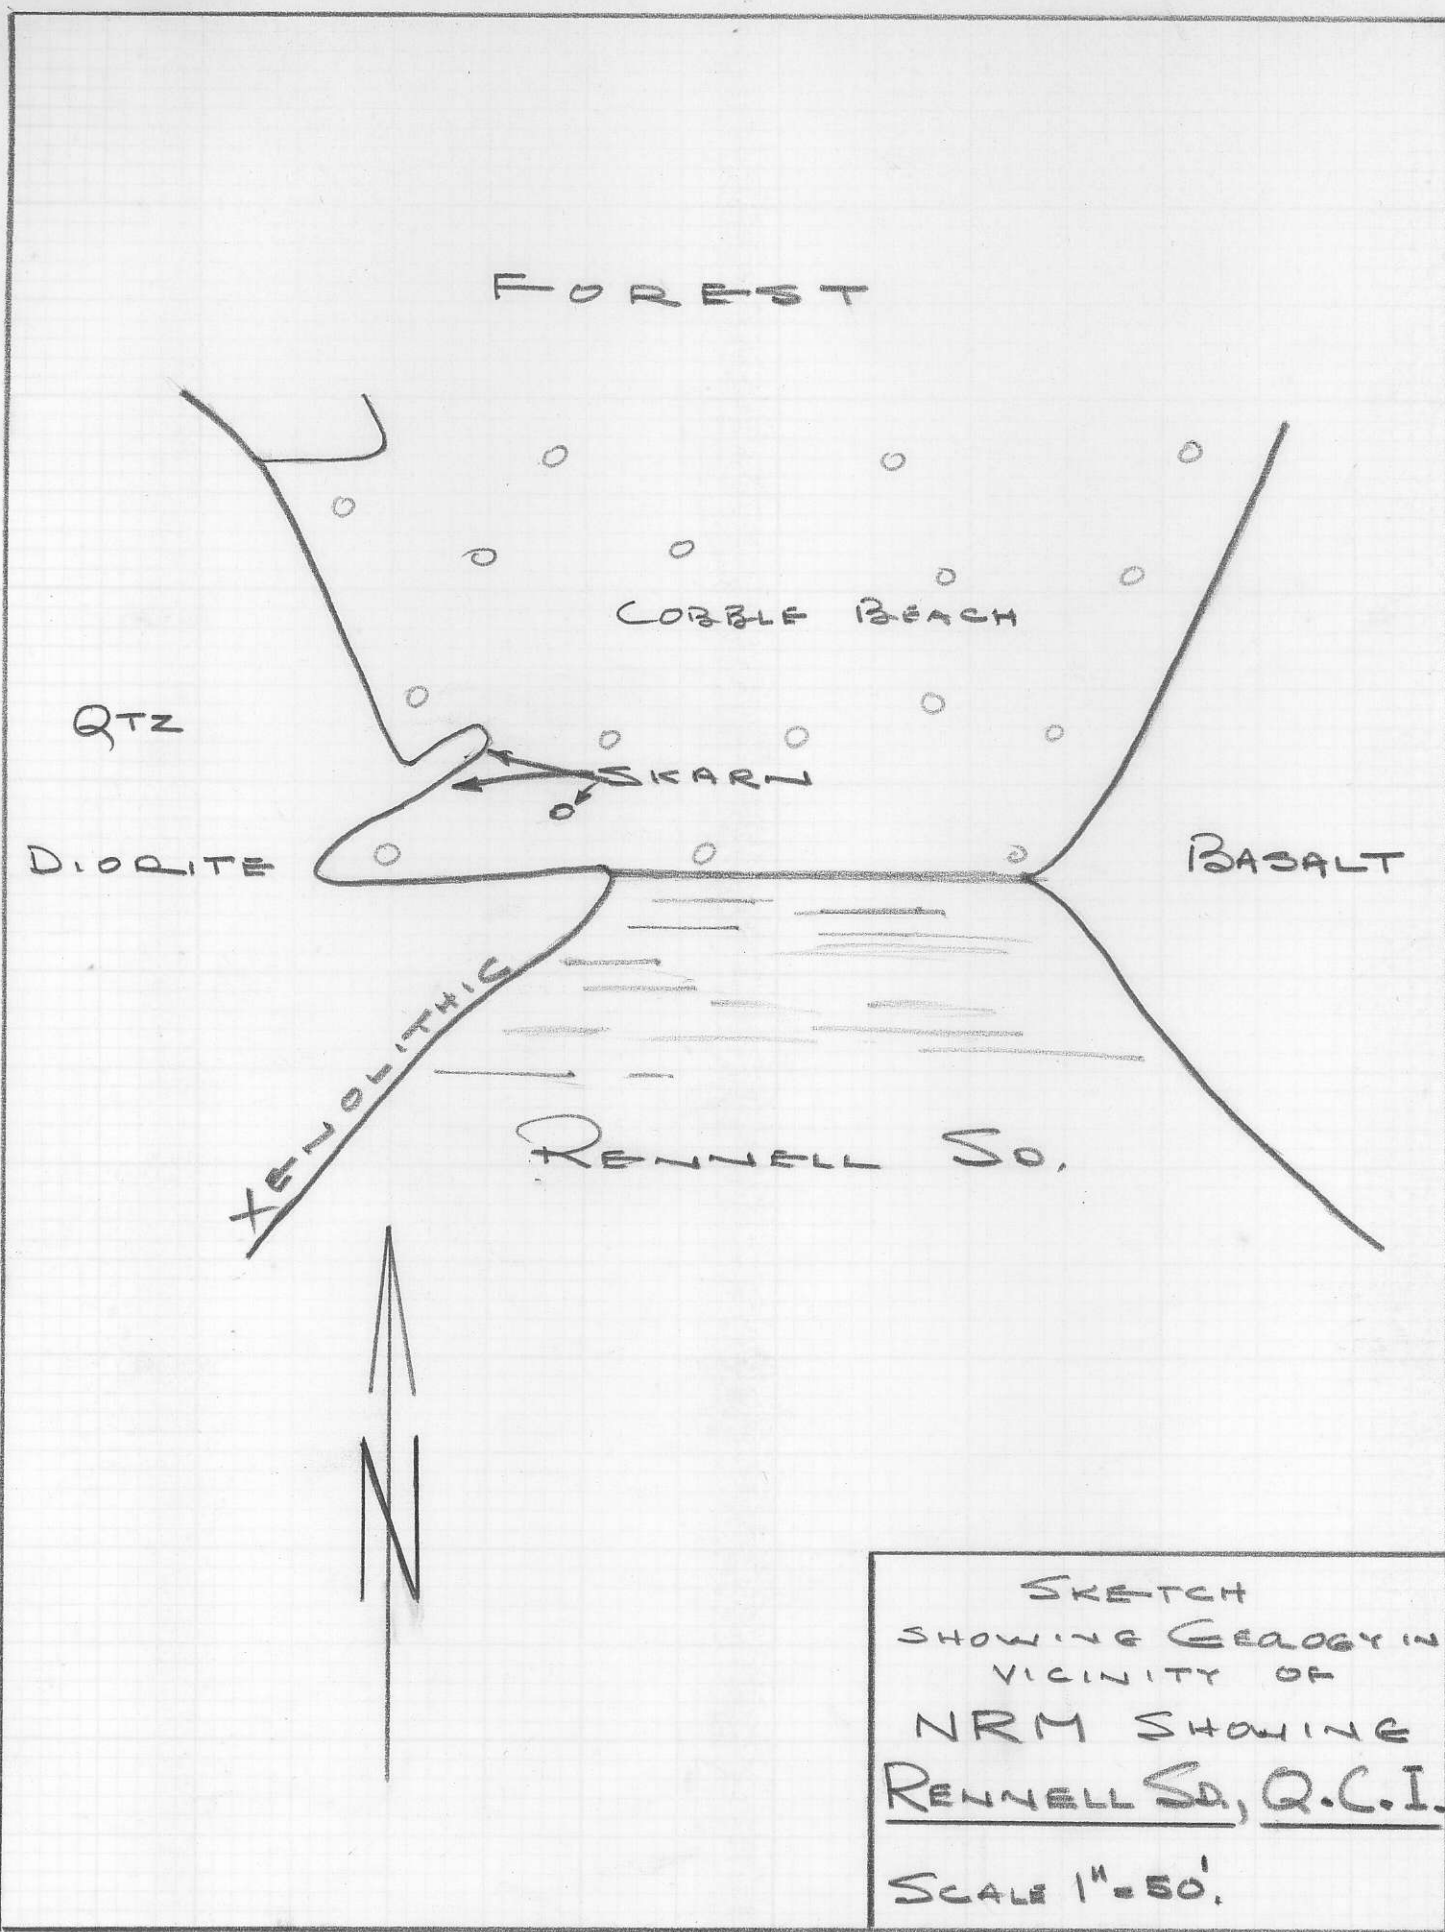 FOREST
COBBLE BEACH
QTZ
SKARN
DIORITE
BASALT
XENOLITHIC
RENNELL SD.
N
SKETCH
SHOWING GEOLOGY IN
VICINITY OF
NRM SHOWING
RENNELL SD., Q.C.I.
SCALE 1"=50'.